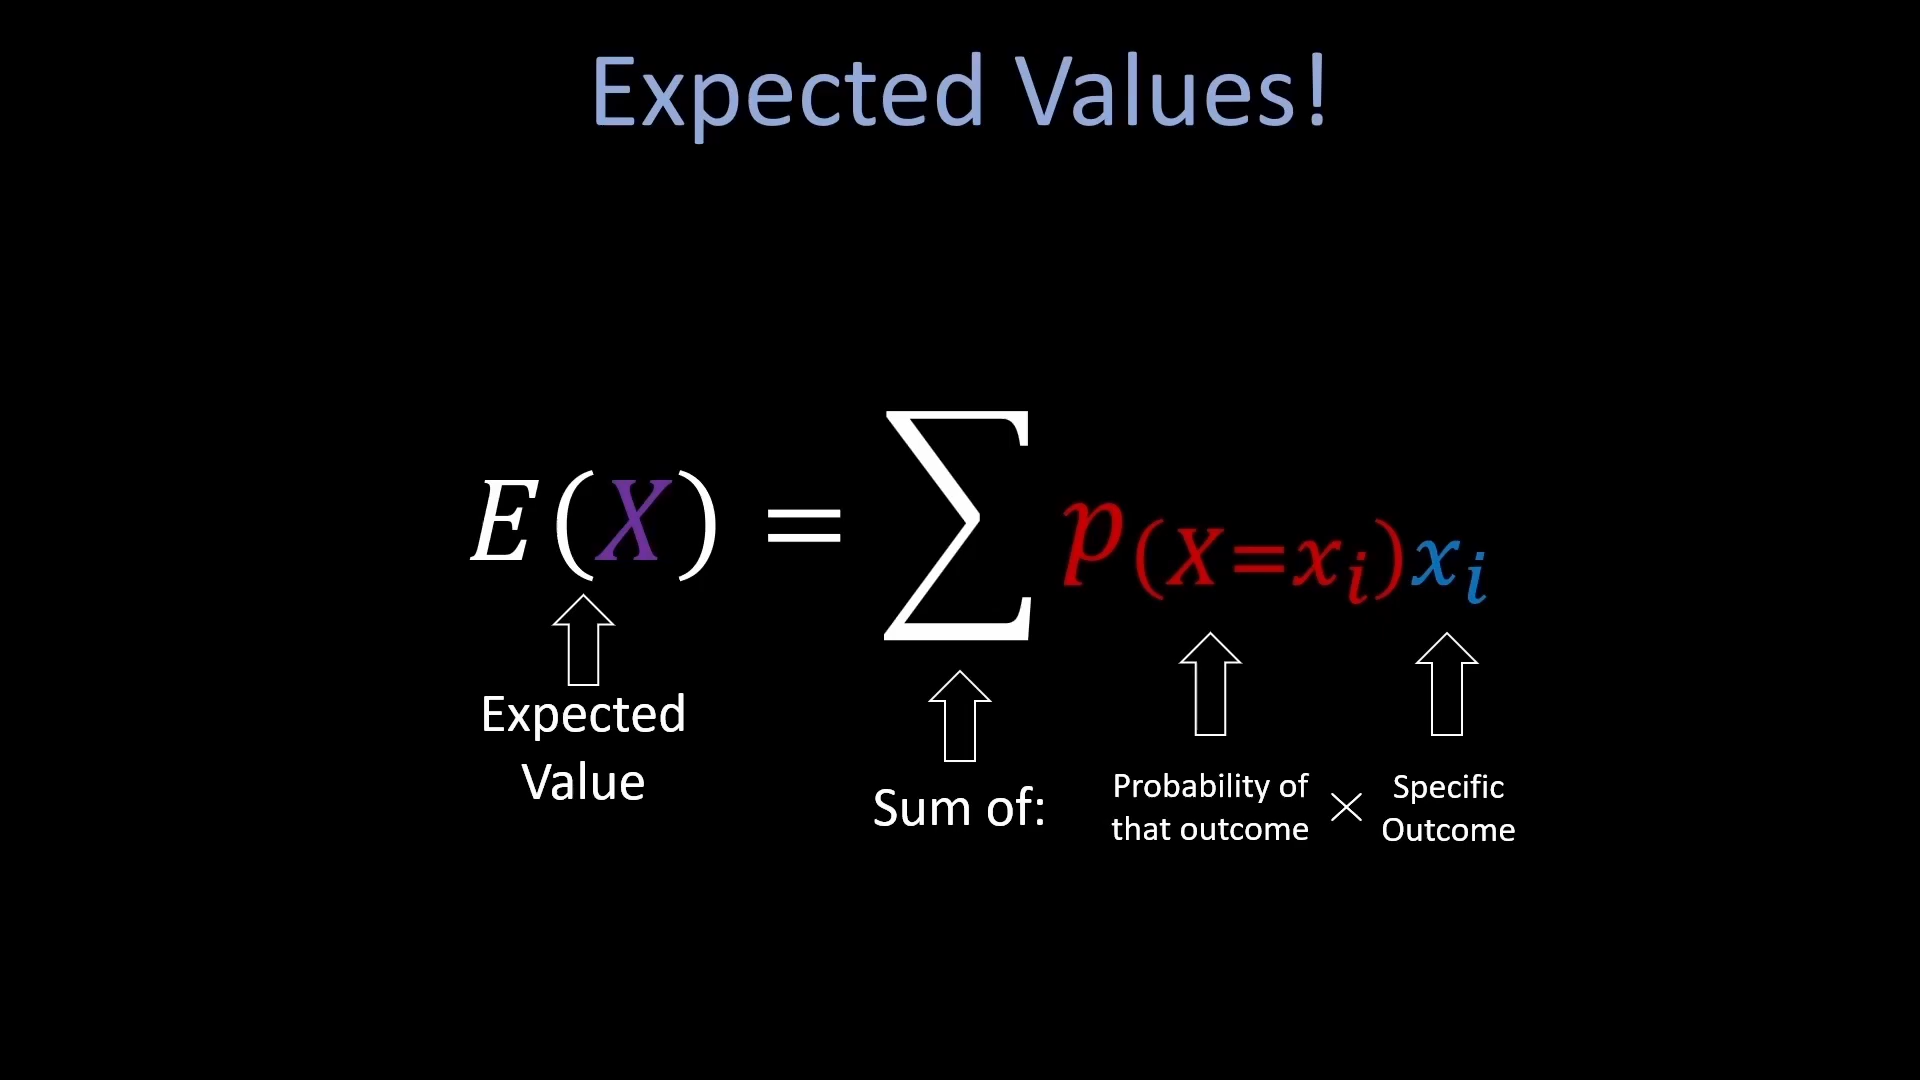 Expected Values!
E(X) = ∑ p(X=xᵢ)xᵢ
Expected
Value
Sum of:
Probability of
that outcome
×
Specific
Outcome